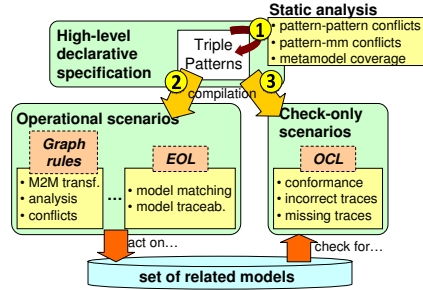 Static analysis
• pattern-pattern conflicts
• pattern-mm conflicts
• metamodel coverage
1
High-level
declarative
specification
Triple
Patterns
2
3
compilation
Operational scenarios
Graph
rules
• M2M transf.
• analysis
• conflicts
...
EOL
• model matching
• model traceab.
Check-only
scenarios
OCL
• conformance
• incorrect traces
• missing traces
act on...
check for...
set of related models